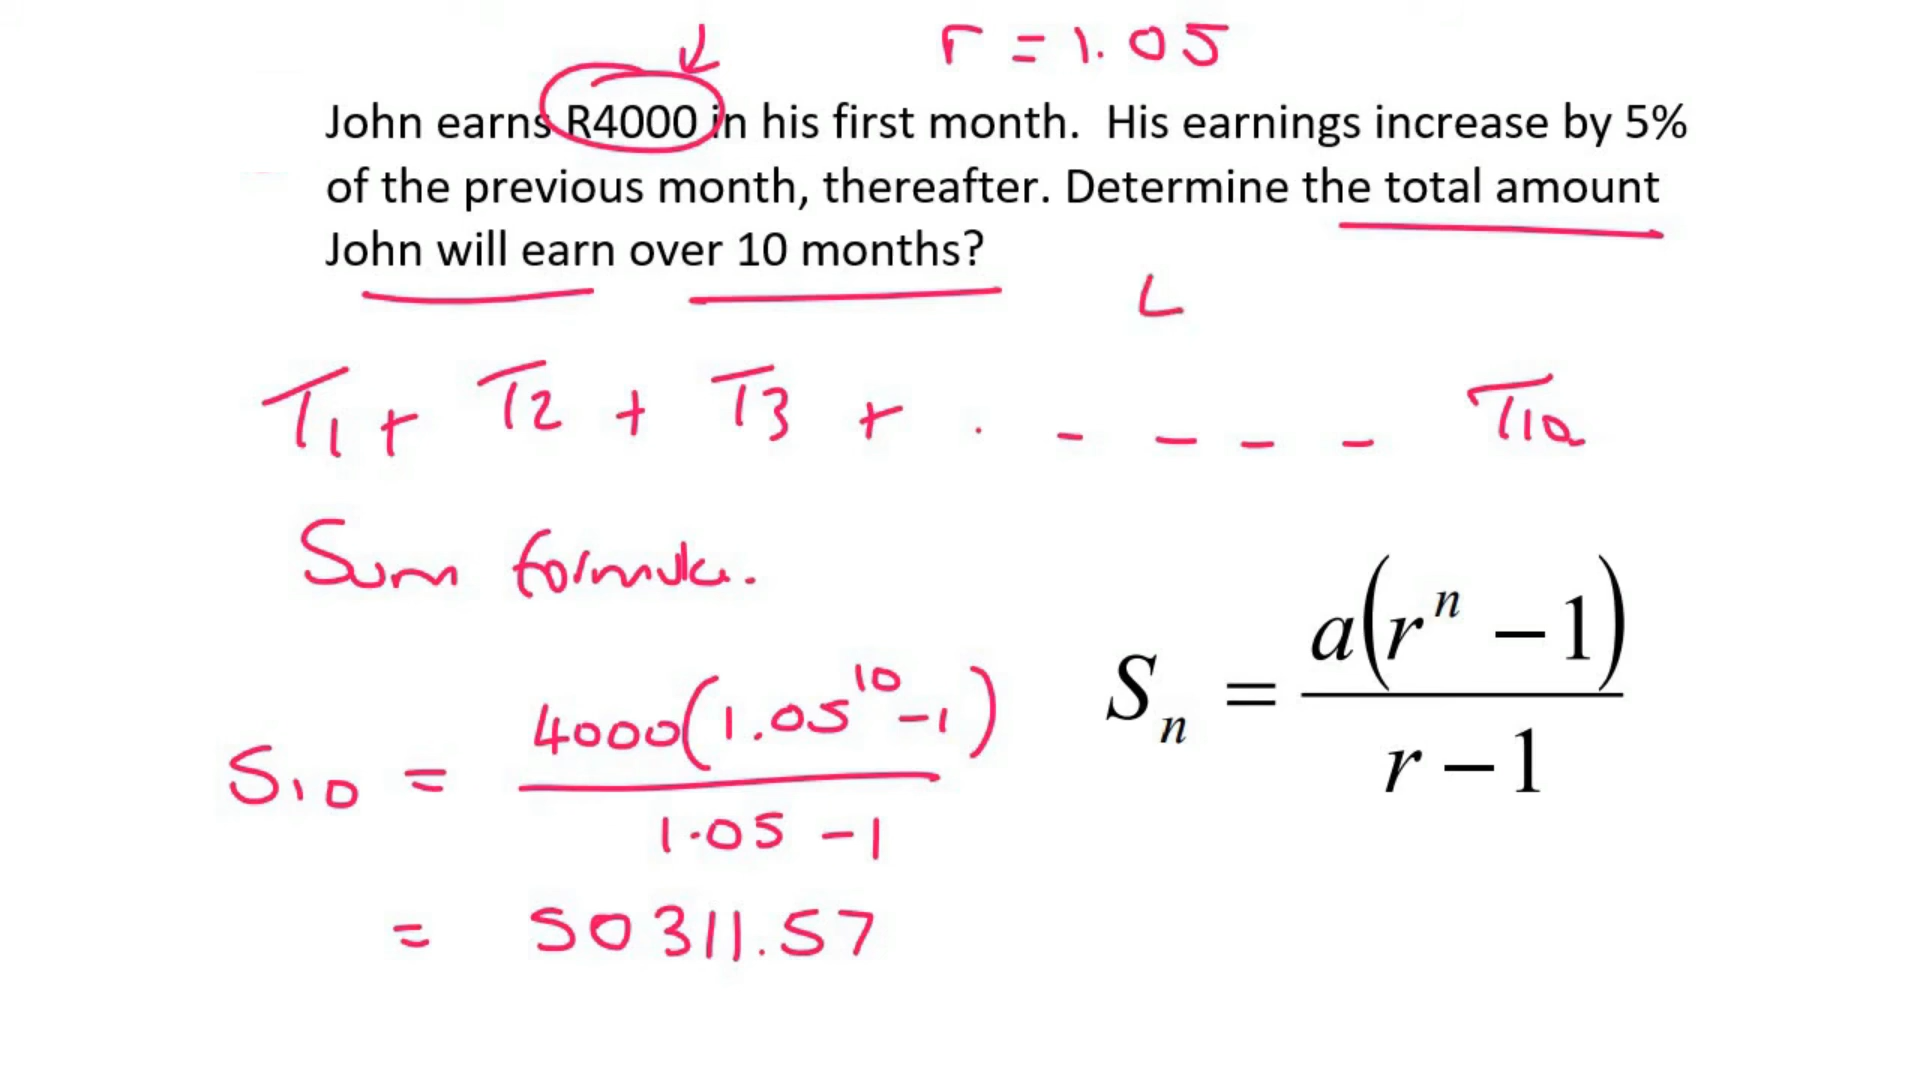 r = 1.05
John earns R4000 in his first month. His earnings increase by 5%
of the previous month, thereafter. Determine the total amount
John will earn over 10 months?
L
T1 + T2 + T3 + . - - - - T10
Sum formula.
Sn = a(r^n − 1) / (r − 1)
S10 = 4000(1.05^10 - 1) / (1.05 - 1)
= 50311.57